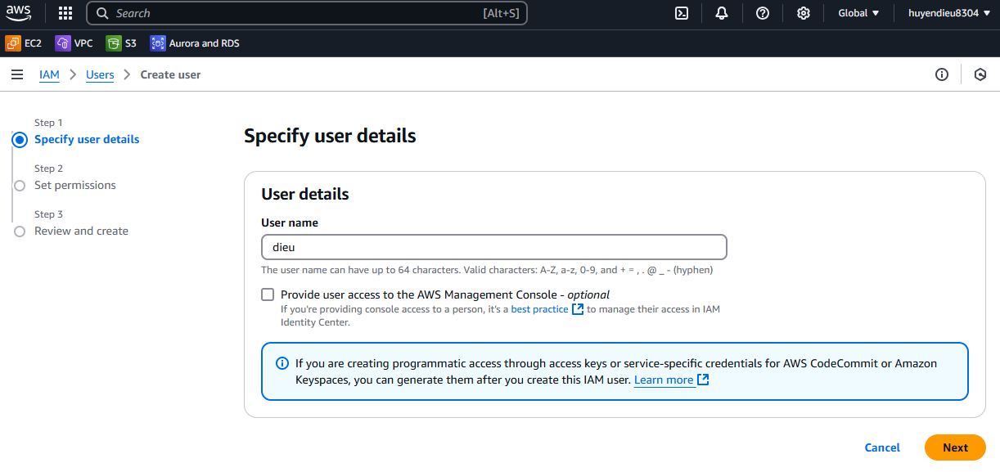 aws
Search [Alt+S]
Global huyendieu8304
EC2 VPC S3 Aurora and RDS
IAM Users Create user
Step 1
Specify user details
Step 2
Set permissions
Step 3
Review and create
Specify user details
User details
User name
dieu
The user name can have up to 64 characters. Valid characters: A-Z, a-z, 0-9, and + = , . @ _ - (hyphen)
Provide user access to the AWS Management Console - optional
If you're providing console access to a person, it's a best practice to manage their access in IAM
Identity Center.
If you are creating programmatic access through access keys or service-specific credentials for AWS CodeCommit or Amazon
Keyspaces, you can generate them after you create this IAM user. Learn more
Cancel Next